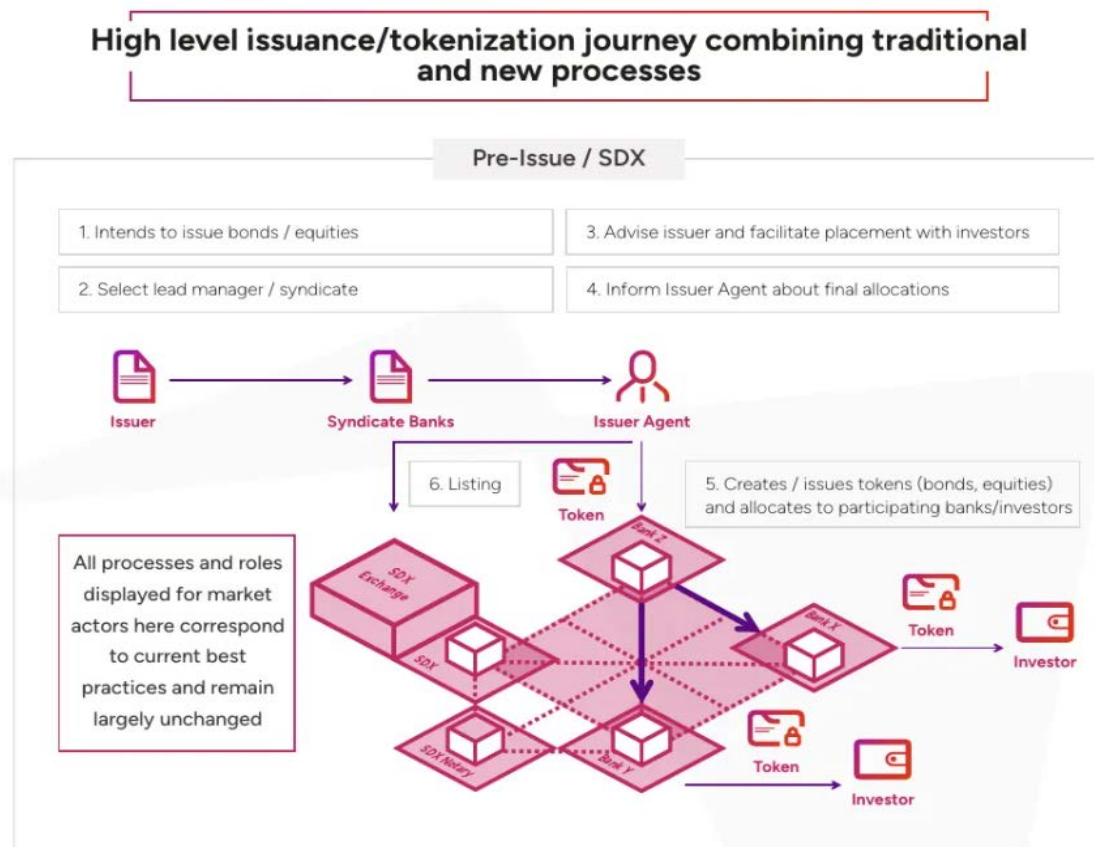 High level issuance/tokenization journey combining traditional
and new processes
Pre-Issue / SDX
1. Intends to issue bonds / equities
2. Select lead manager / syndicate
3. Advise issuer and facilitate placement with investors
4. Inform Issuer Agent about final allocations
Issuer
Syndicate Banks
Issuer Agent
6. Listing
Token
5. Creates / issues tokens (bonds, equities)
and allocates to participating banks/investors
All processes and roles
displayed for market
actors here correspond
to current best
practices and remain
largely unchanged
SDX
Exchange
Bank Z
SDX
Bank X
Token
Investor
SDX Notary
Bank Y
Token
Investor